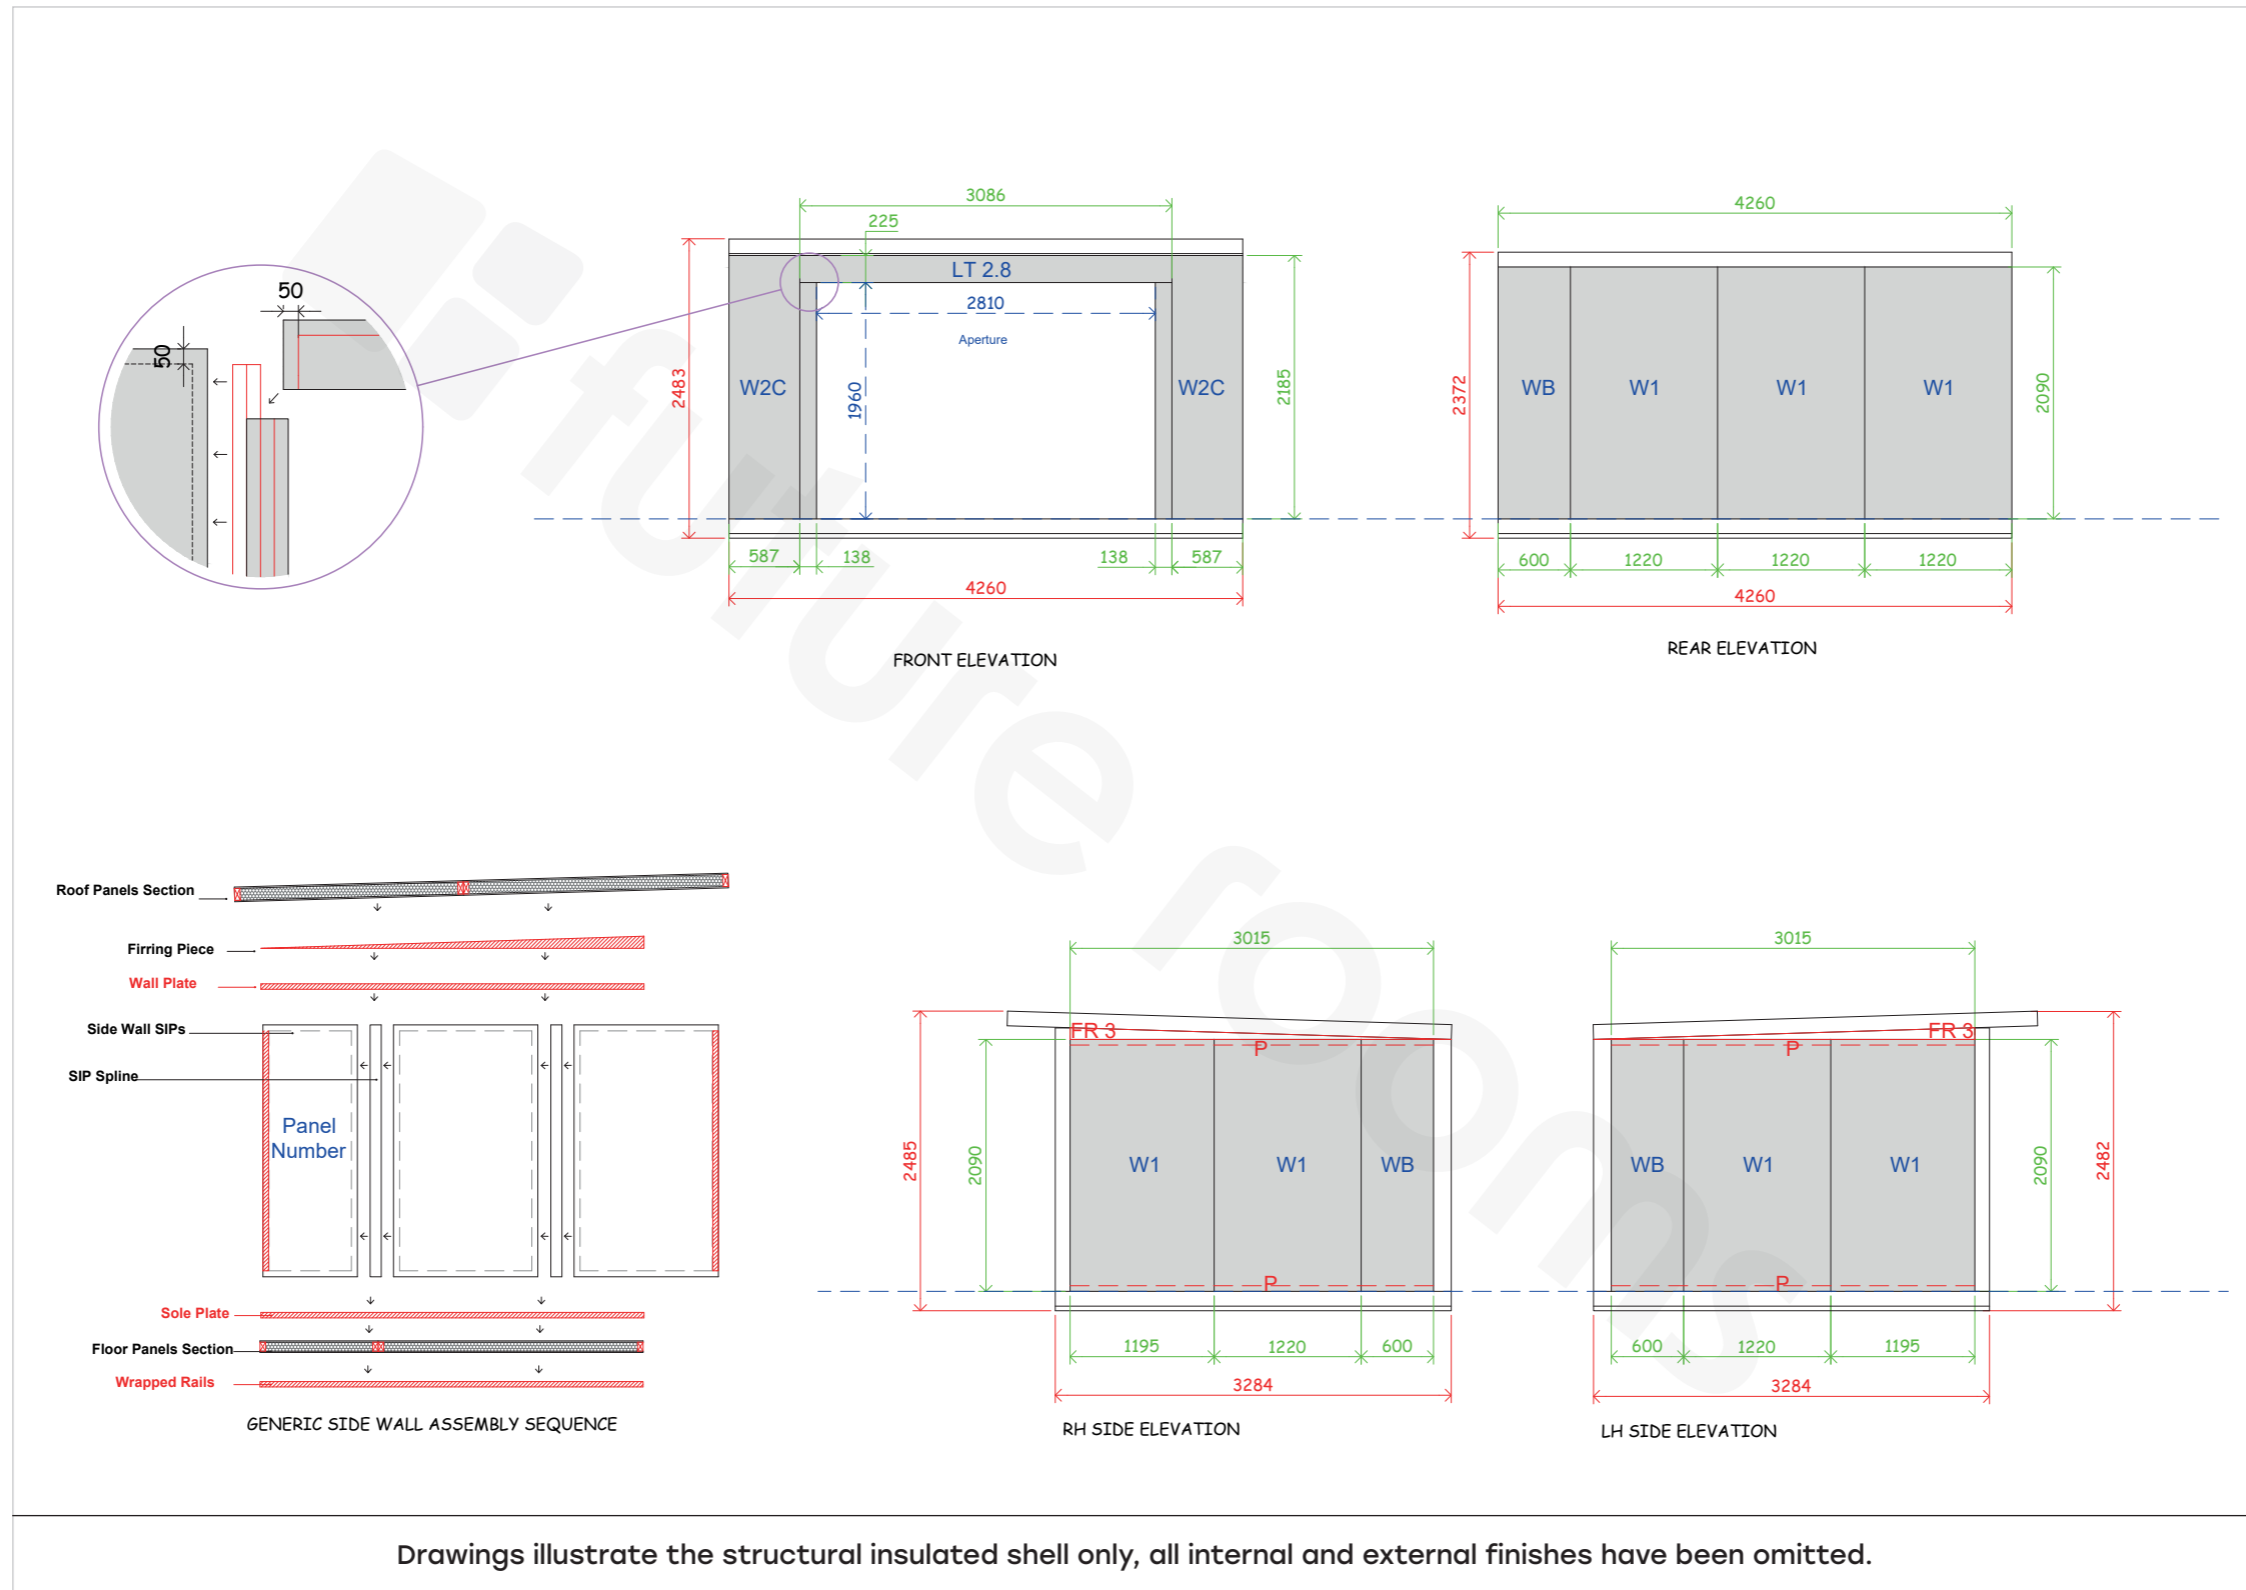 3086
225
LT 2.8
2810
Aperture
W2C
W2C
2483
1960
2185
587
138
138
587
4260
FRONT ELEVATION
50
50
4260
2372
WB
W1
W1
W1
2090
600
1220
1220
1220
4260
REAR ELEVATION
future rooms
Roof Panels Section
Firring Piece
Wall Plate
Side Wall SIPs
SIP Spline
Panel
Number
Sole Plate
Floor Panels Section
Wrapped Rails
GENERIC SIDE WALL ASSEMBLY SEQUENCE
3015
FR 3
P
2485
2090
W1
W1
WB
P
1195
1220
600
3284
RH SIDE ELEVATION
3015
FR 3
P
WB
W1
W1
2090
2482
P
600
1220
1195
3284
LH SIDE ELEVATION
Drawings illustrate the structural insulated shell only, all internal and external finishes have been omitted.